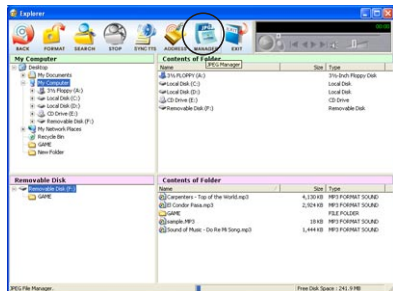 Explorer
BACK FORMAT SEARCH STOP SYNCTYS ADDRESS MANAGER EXIT
00:00
JPEG Manager
My Computer
Desktop
My Documents
My Computer
3½ Floppy (A:)
Local Disk (C:)
Local Disk (D:)
CD Drive (E:)
Removable Disk (F:)
My Network Places
Recycle Bin
GAME
New Folder
Contents of Folder
Name Size Type
3½ FLOPPY (A:) 3½-Inch Floppy Disk
Local Disk (C:) Local Disk
Local Disk (D:) Local Disk
CD Drive (E:) CD Drive
Removable Disk (F:) Removable Disk
Removable Disk
Removable Disk (F:)
GAME
Contents of Folder
Name Size Type
Carpenters - Top of the World.mp3 4,130 KB MP3 FORMAT SOUND
El Condor Pasa.mp3 2,924 KB MP3 FORMAT SOUND
GAME FILE FOLDER
sample.MP3 19 KB MP3 FORMAT SOUND
Sound of Music - Do Re Mi Song.mp3 1,444 KB MP3 FORMAT SOUND
JPEG File Manager. Free Disk Space : 241.9 MB